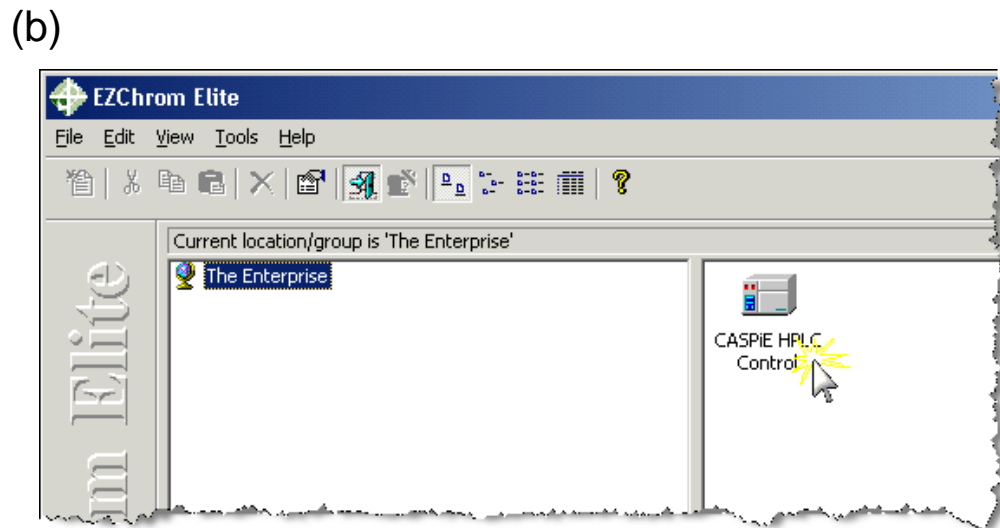 (b)
EZChrom Elite
File Edit View Tools Help
Current location/group is 'The Enterprise'
The Enterprise
CASPiE HPLC
Control
Elite